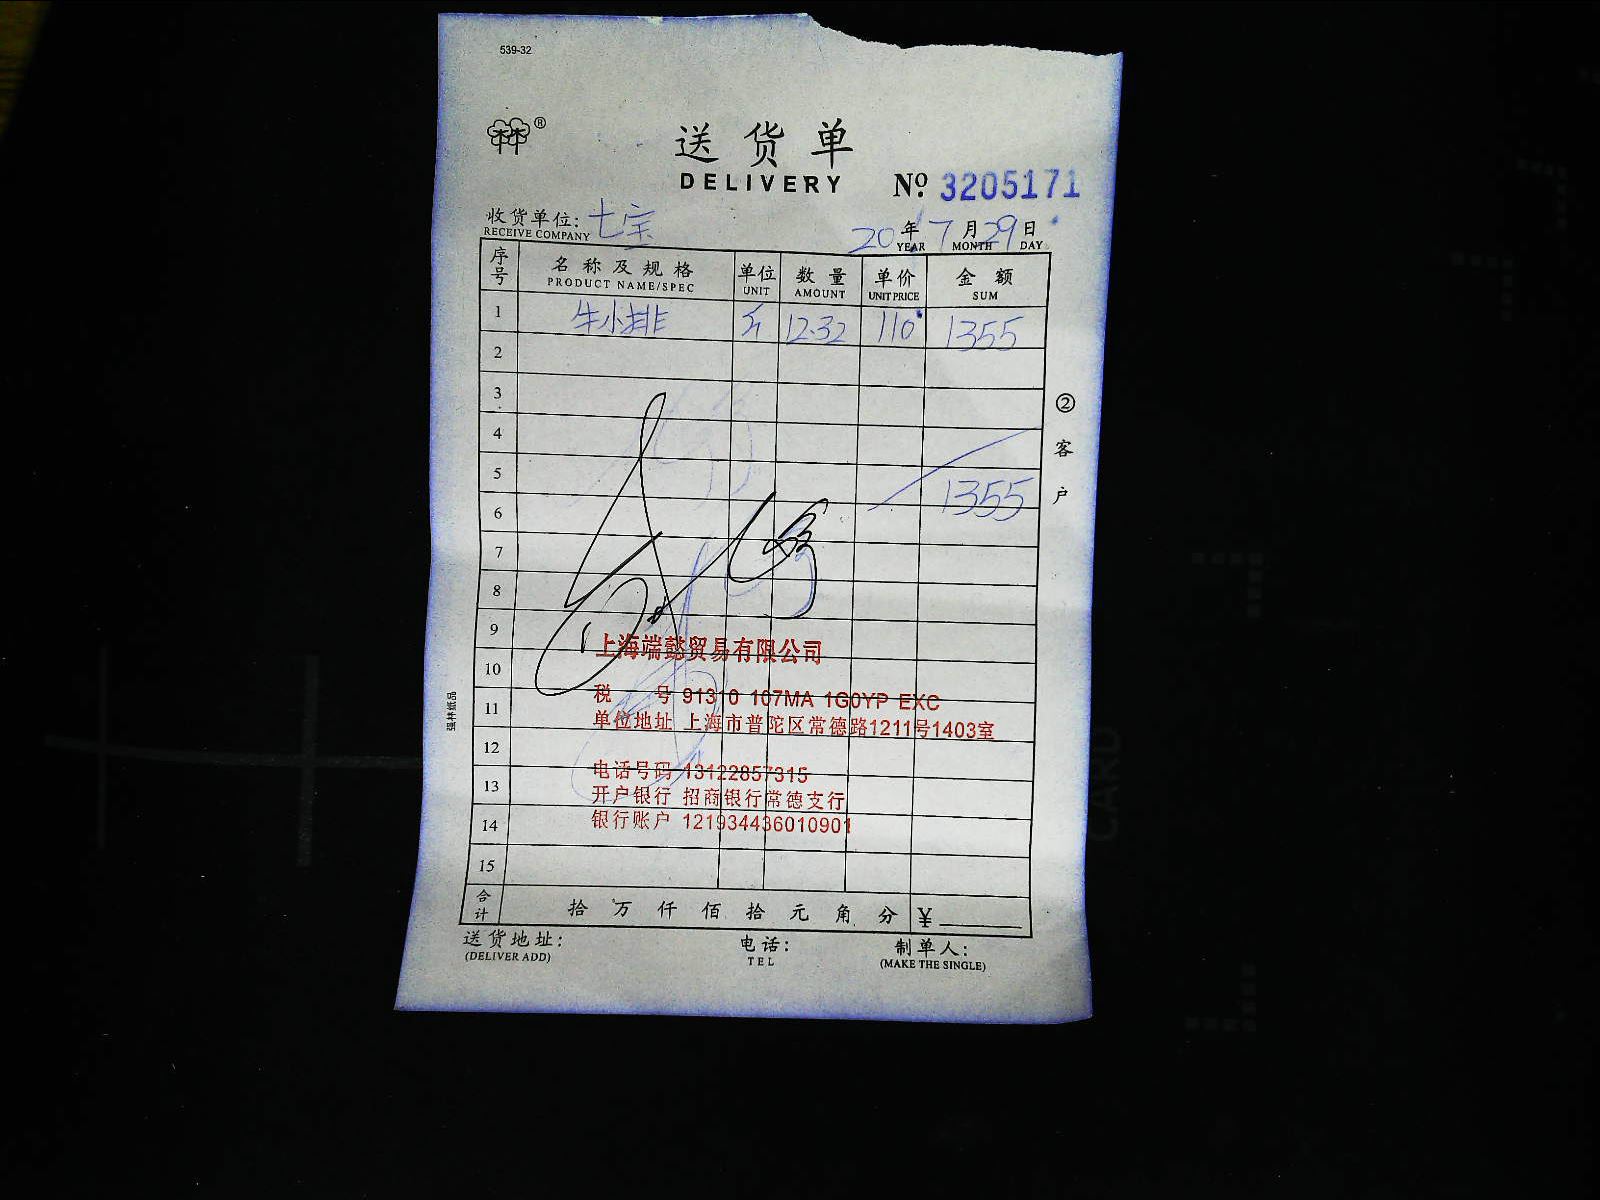 539-32
®
送货单
DELIVERY
№ 3205171
收货单位: 七宝
RECEIVE COMPANY
20 年 7 月 29 日
YEAR MONTH DAY
序号 名称及规格 单位 数量 单价 金额
PRODUCT NAME/SPEC UNIT AMOUNT UNIT PRICE SUM
1 牛小排 斤 12.32 110 1355
2
3
4
5
1355
6
7
8
9
上海端懿贸易有限公司
10
税 号 91310 107MA 1G0YP EXC
11
单位地址 上海市普陀区常德路1211号1403室
12
电话号码 13122857315
13
开户银行 招商银行常德支行
14
银行账户 121934436010901
15
合计 拾 万 仟 佰 拾 元 角 分 ¥
送货地址: 电话: 制单人:
(DELIVER ADD) TEL (MAKE THE SINGLE)
②客户
强林纸品
CARD